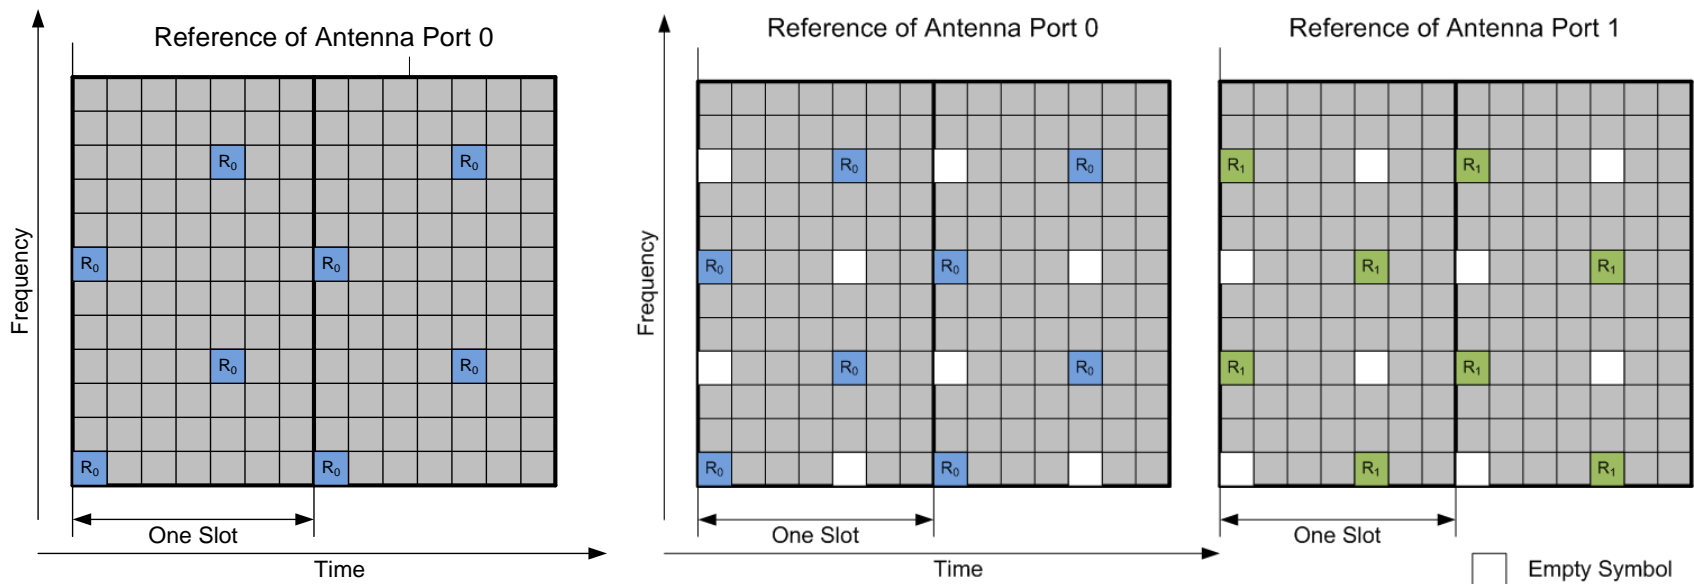 Reference of Antenna Port 0
R0 R0
R0 R0
R0 R0
R0 R0
Frequency
One Slot
Time
Reference of Antenna Port 0
R0 R0
R0 R0
R0 R0
R0 R0
Frequency
One Slot
Time
Reference of Antenna Port 1
R1 R1
R1 R1
R1 R1
R1 R1
One Slot
Empty Symbol